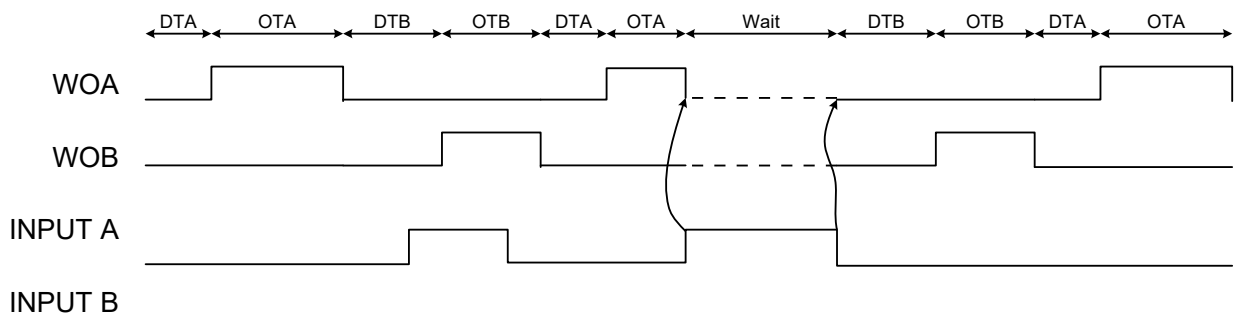 DTA OTA DTB OTB DTA OTA Wait DTB OTB DTA OTA
WOA
WOB
INPUT A
INPUT B